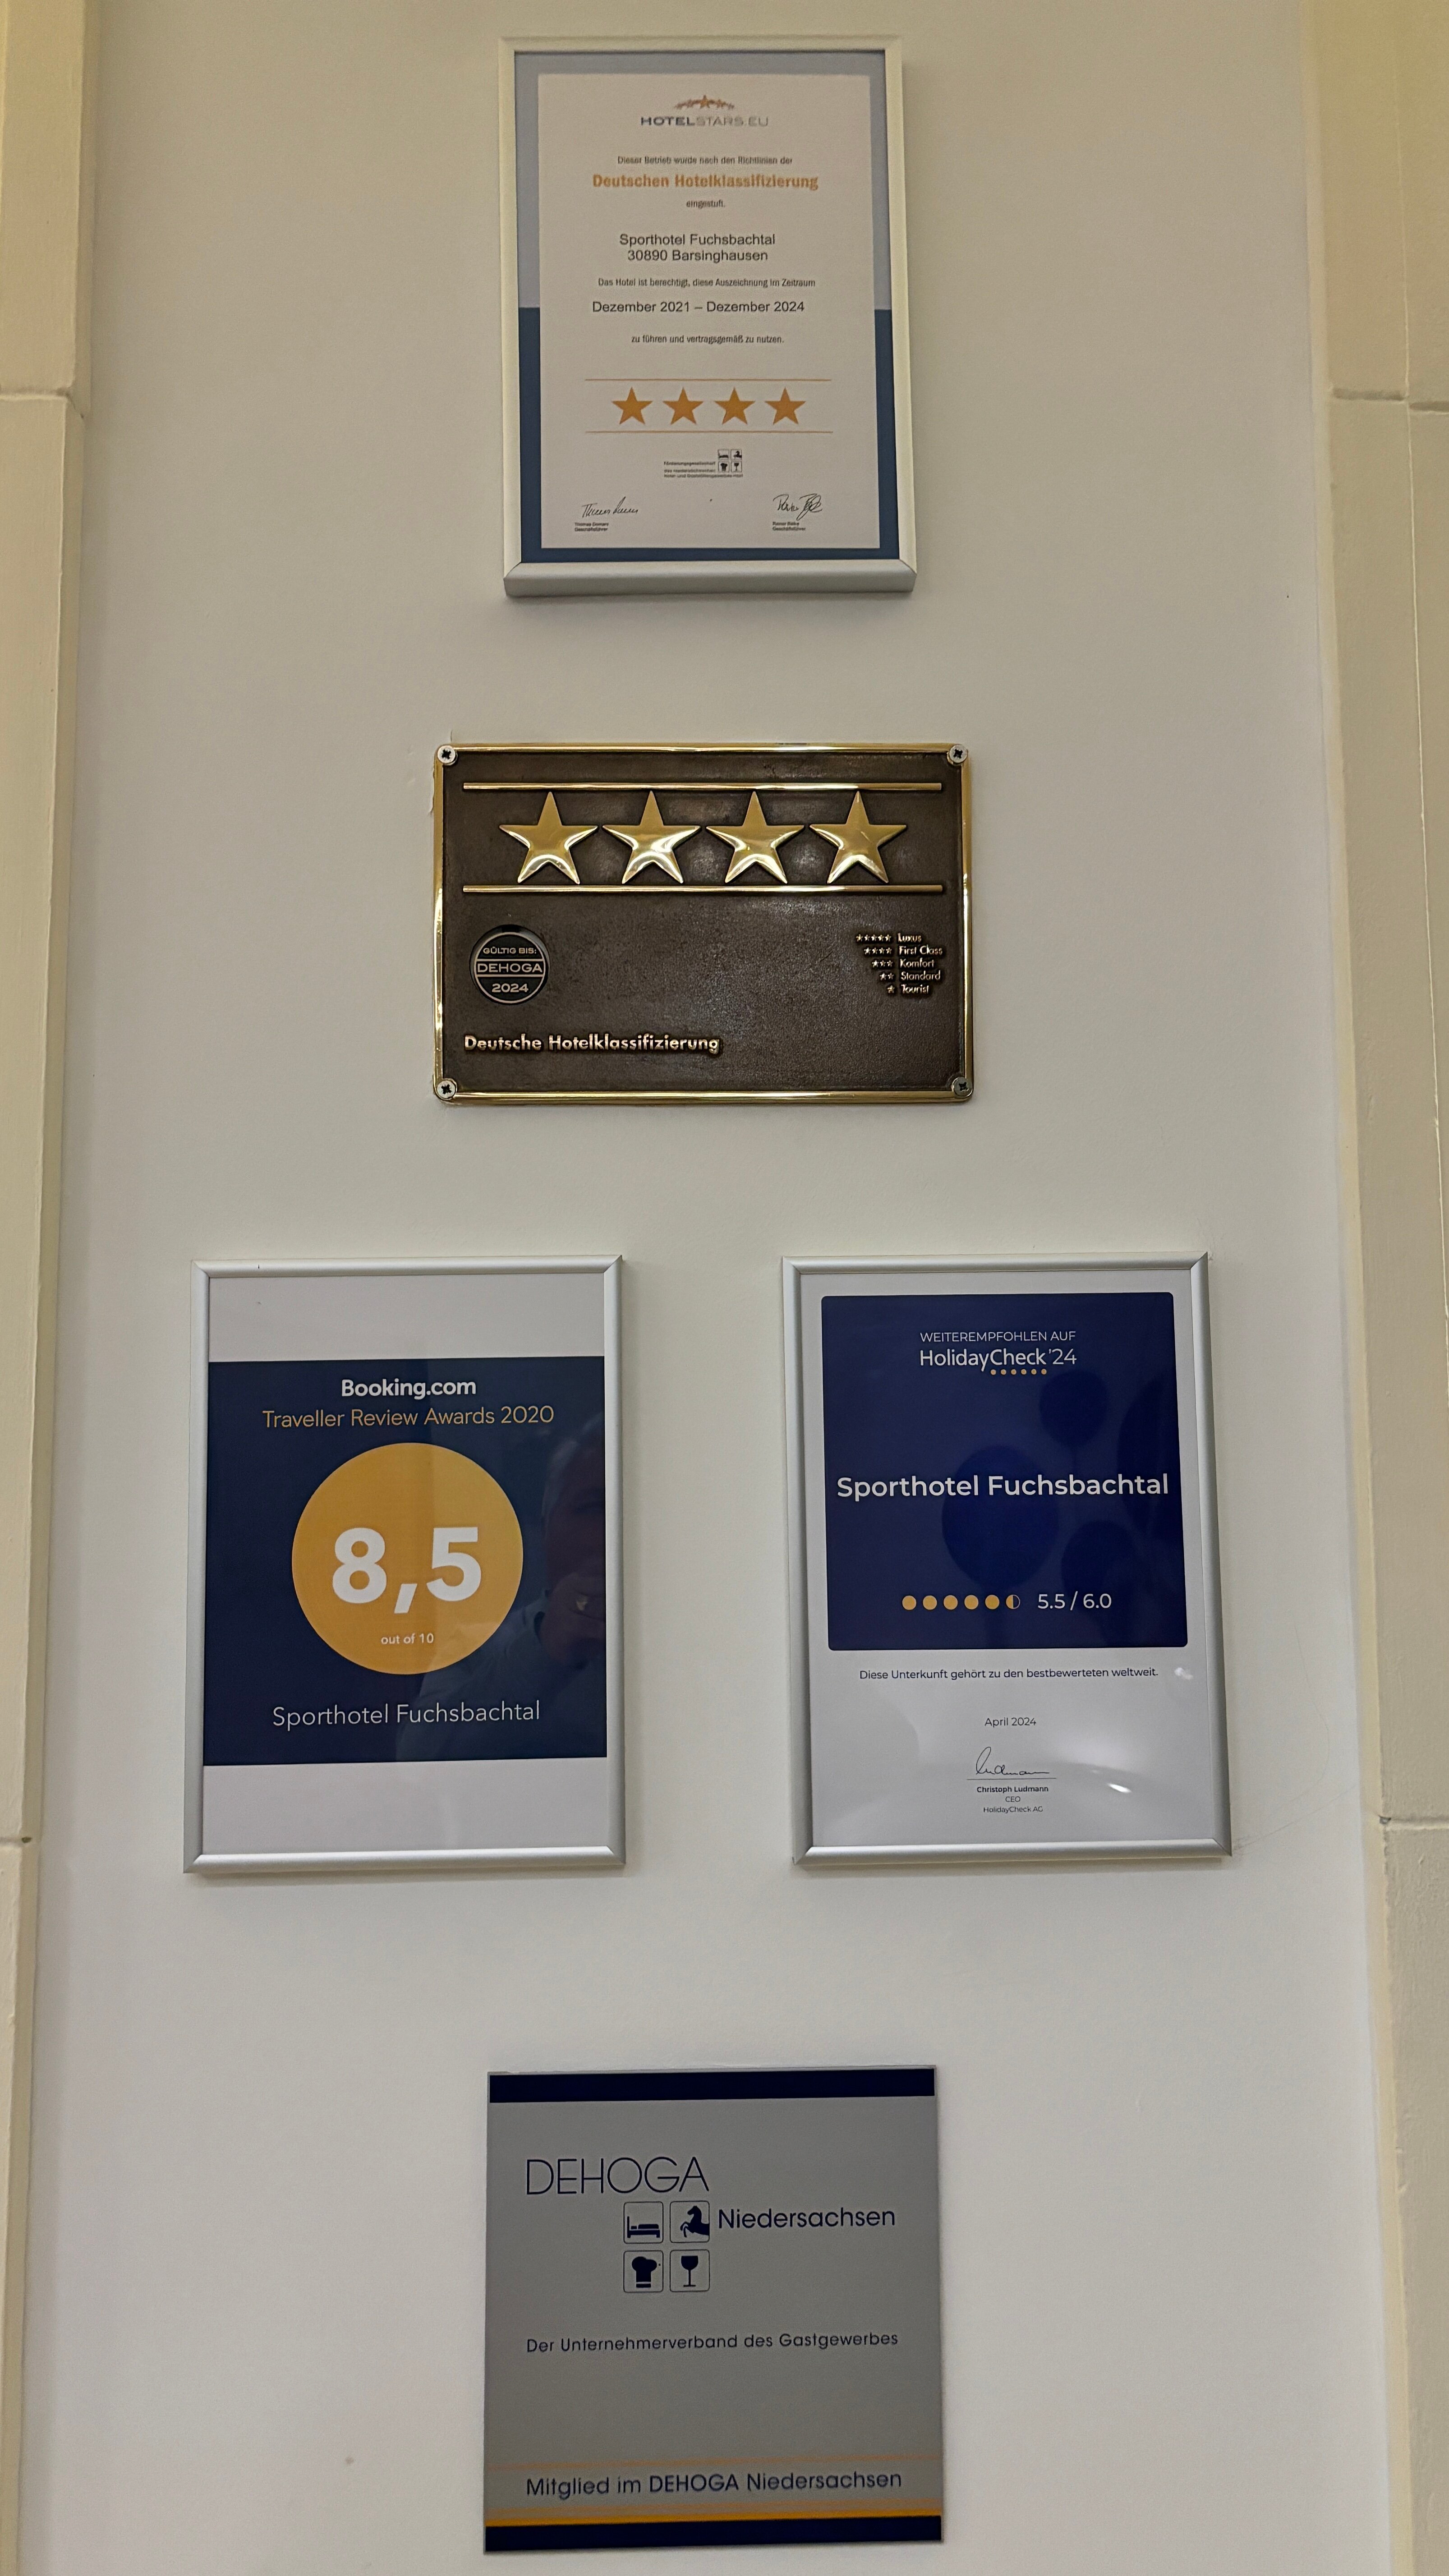 HOTELSTARS.EU
Dieser Betrieb wurde nach den Richtlinien der
Deutschen Hotelklassifizierung
eingestuft.
Sporthotel Fuchsbachtal
30890 Barsinghausen
Das Hotel ist berechtigt, diese Auszeichnung im Zeitraum
Dezember 2021 – Dezember 2024
zu führen und vertragsgemäß zu nutzen.
Geschäftsführer
Geschäftsführer
GÜLTIG BIS:
DEHOGA
2024
Luxus
First Class
Komfort
Standard
Tourist
Deutsche Hotelklassifizierung
Booking.com
Traveller Review Awards 2020
8,5
out of 10
Sporthotel Fuchsbachtal
WEITEREMPFOHLEN AUF
HolidayCheck '24
Sporthotel Fuchsbachtal
5.5 / 6.0
Diese Unterkunft gehört zu den bestbewerteten weltweit.
April 2024
Christoph Ludmann
CEO
HolidayCheck AG
DEHOGA
Niedersachsen
Der Unternehmerverband des Gastgewerbes
Mitglied im DEHOGA Niedersachsen